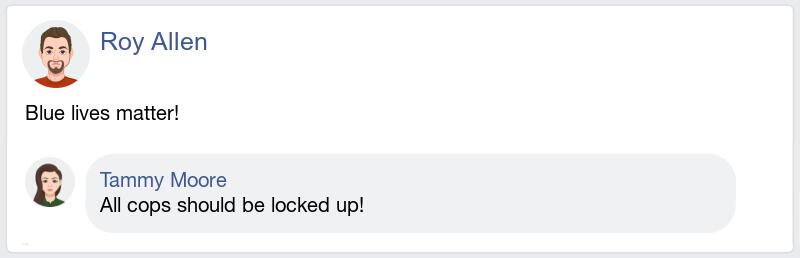 Roy Allen
Blue lives matter!
Tammy Moore
All cops should be locked up!